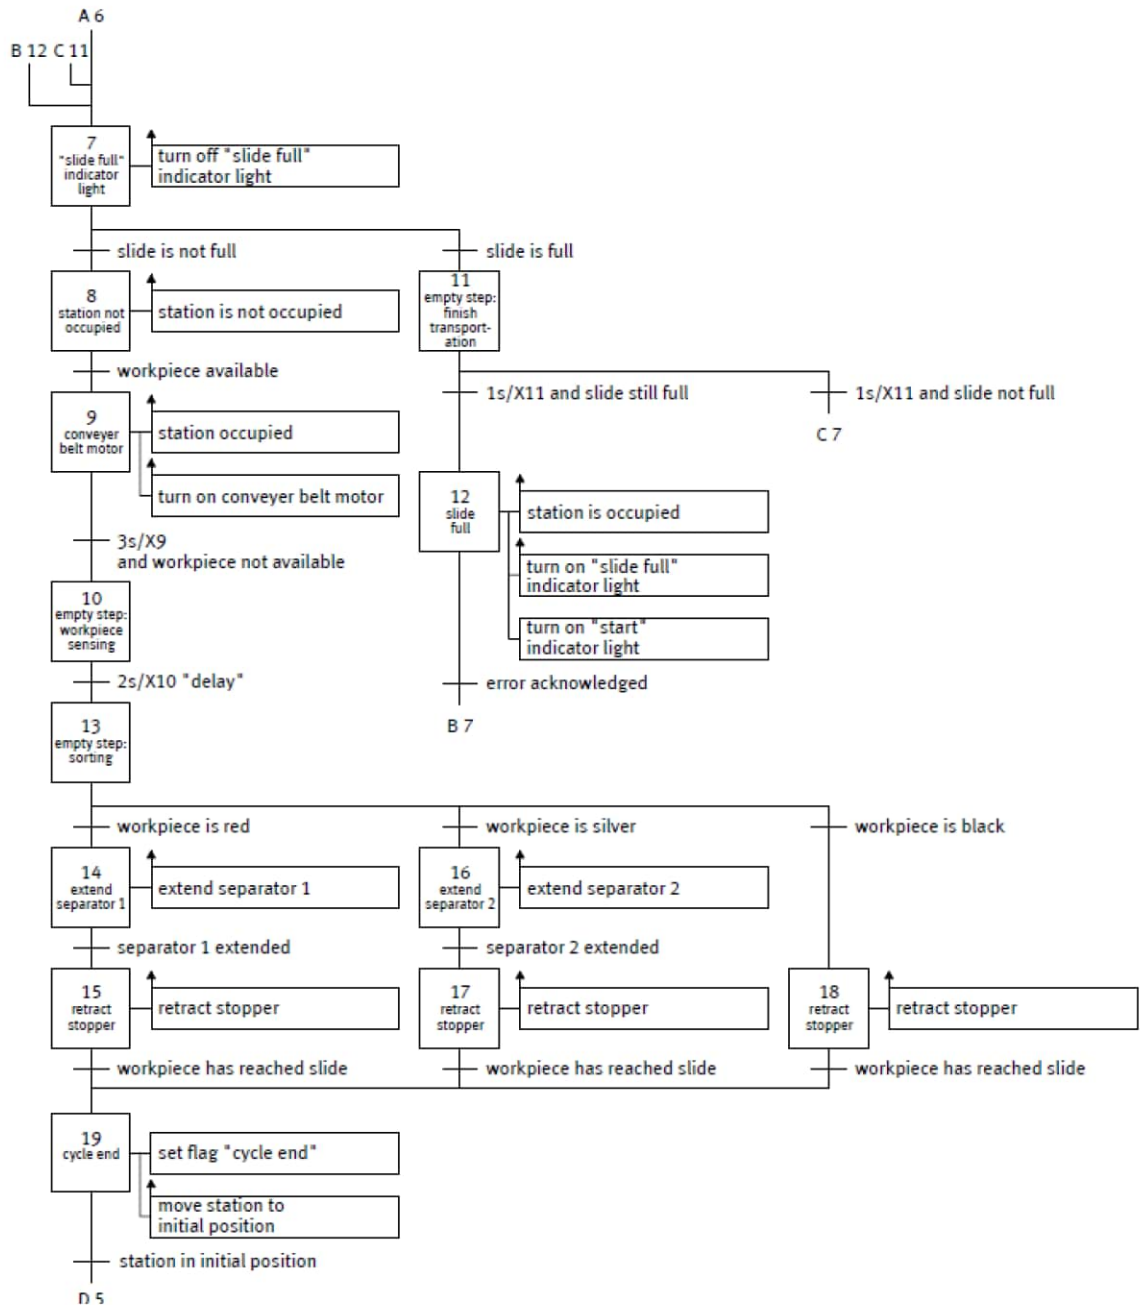 A 6
B 12 C 11
7
"slide full"
indicator
light
turn off "slide full"
indicator light
slide is not full
slide is full
8
station not
occupied
station is not occupied
11
empty step:
finish
transport-
ation
workpiece available
1s/X11 and slide still full
1s/X11 and slide not full
C 7
9
conveyer
belt motor
station occupied
turn on conveyer belt motor
12
slide
full
station is occupied
turn on "slide full"
indicator light
turn on "start"
indicator light
3s/X9
and workpiece not available
10
empty step:
workpiece
sensing
2s/X10 "delay"
error acknowledged
B 7
13
empty step:
sorting
workpiece is red
workpiece is silver
workpiece is black
14
extend
separator 1
extend separator 1
16
extend
separator 2
extend separator 2
separator 1 extended
separator 2 extended
15
retract
stopper
retract stopper
17
retract
stopper
retract stopper
18
retract
stopper
retract stopper
workpiece has reached slide
workpiece has reached slide
workpiece has reached slide
19
cycle end
set flag "cycle end"
move station to
initial position
station in initial position
D 5